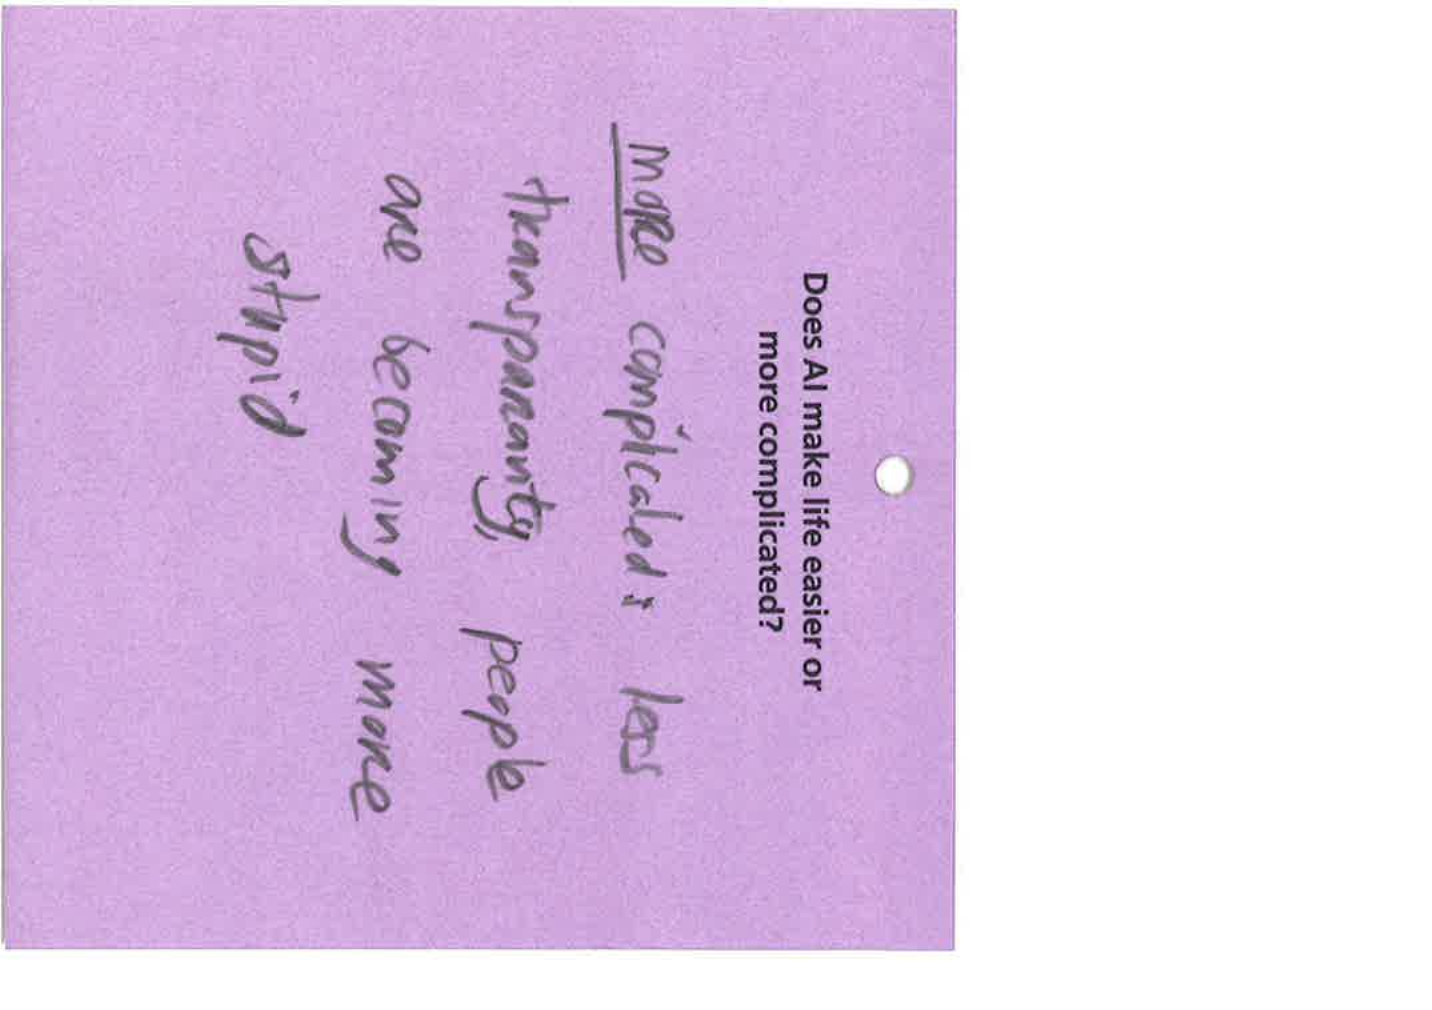 Does AI make life easier or
more complicated?
more complicated: less
transparanty, people
are becoming more
stupid